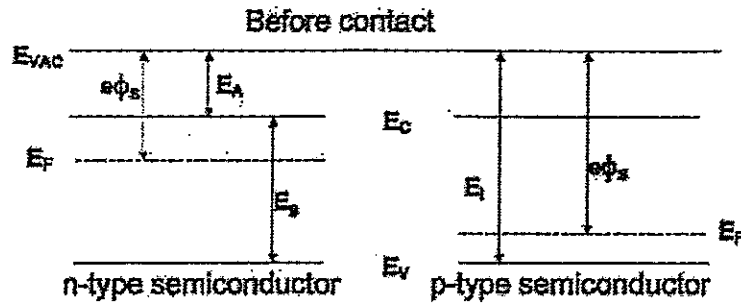 Before contact
E_VAC
eϕ_s
E_A
E_C
E_F
E_g
E_I
eϕ_s
E_F
E_V
n-type semiconductor
p-type semiconductor